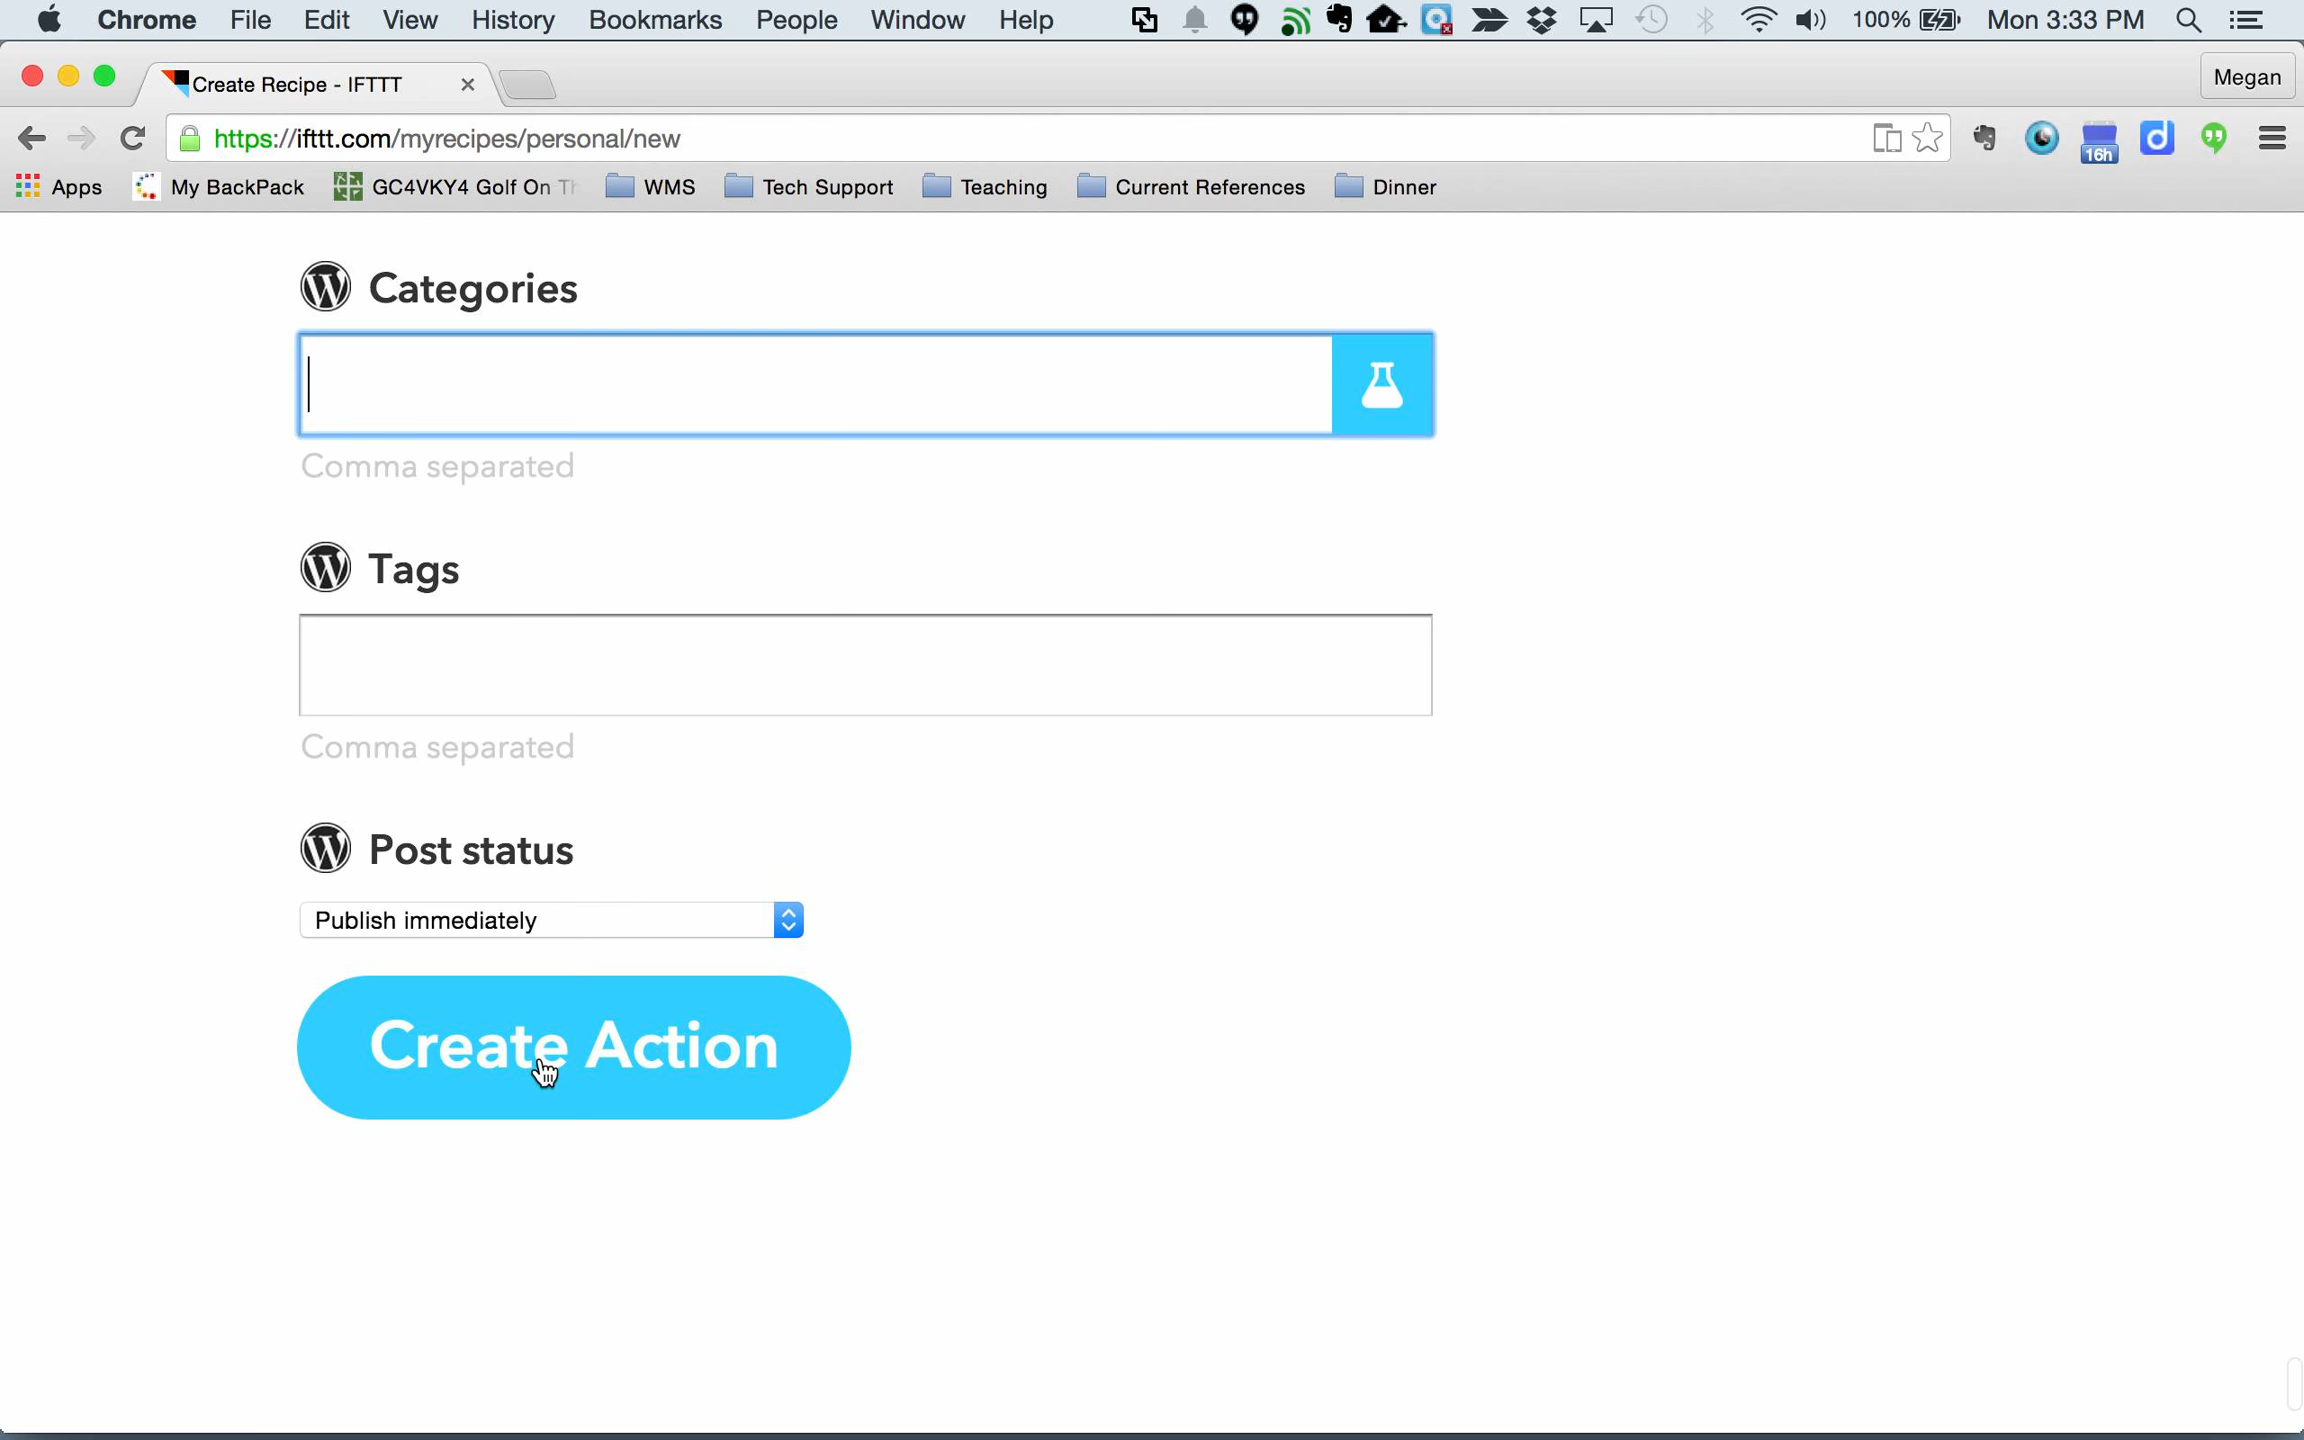 Chrome File Edit View History Bookmarks People Window Help 100% Mon 3:33 PM
Create Recipe - IFTTT Megan
https://ifttt.com/myrecipes/personal/new
16h
Apps My BackPack GC4VKY4 Golf On Th WMS Tech Support Teaching Current References Dinner
Categories
Comma separated
Tags
Comma separated
Post status
Publish immediately
Create Action